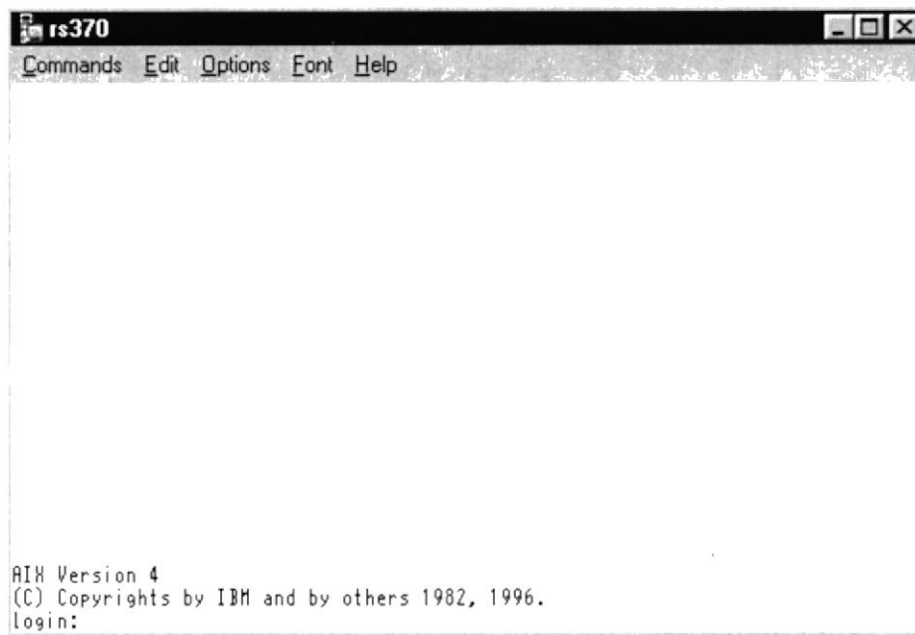 rs370
Commands Edit Options Font Help
AIX Version 4
(C) Copyrights by IBM and by others 1982, 1996.
login: